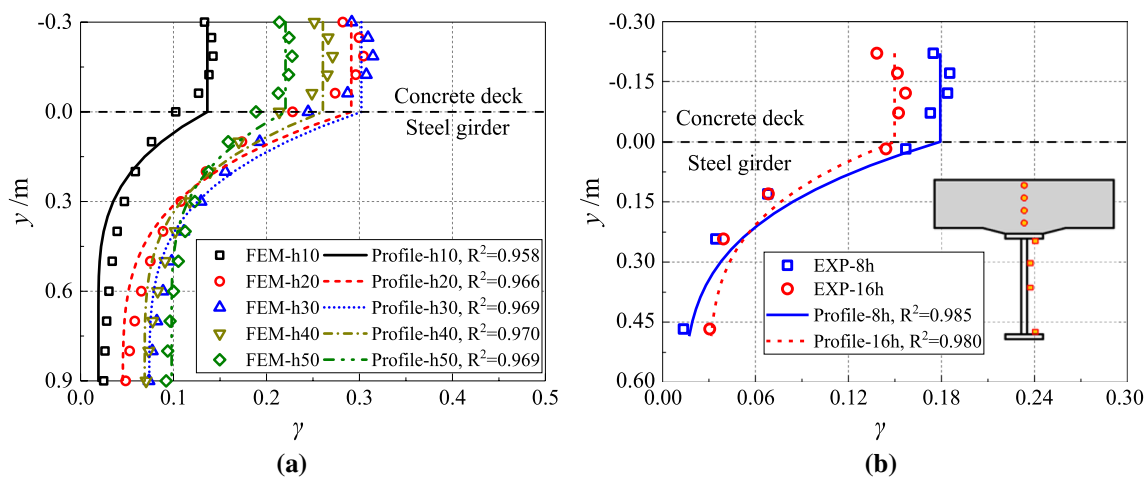 -0.3
0.0
0.3
0.6
0.9
y /m
0.0 0.1 0.2 0.3 0.4 0.5
γ
Concrete deck
Steel girder
FEM-h10 Profile-h10, R²=0.958
FEM-h20 Profile-h20, R²=0.966
FEM-h30 Profile-h30, R²=0.969
FEM-h40 Profile-h40, R²=0.970
FEM-h50 Profile-h50, R²=0.969
(a)
-0.30
-0.15
0.00
0.15
0.30
0.45
0.60
y /m
0.00 0.06 0.12 0.18 0.24 0.30
γ
Concrete deck
Steel girder
EXP-8h
EXP-16h
Profile-8h, R²=0.985
Profile-16h, R²=0.980
(b)